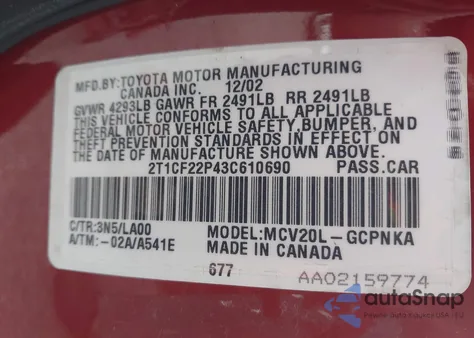 MFD.BY:TOYOTA MOTOR MANUFACTURING
CANADA INC. 12/02
GVWR 4293LB GAWR FR 2491LB RR 2491LB
THIS VEHICLE CONFORMS TO ALL APPLICABLE
FEDERAL MOTOR VEHICLE SAFETY,BUMPER, AND
THEFT PREVENTION STANDARDS IN EFFECT ON
THE DATE OF MANUFACTURE SHOWN ABOVE.
2T1CF22P43C610690 PASS.CAR
C/TR:3N5/LA00 MODEL:MCV20L-GCPNKA
A/TM:-02A/A541E MADE IN CANADA
677
AA02159774
autoSnap